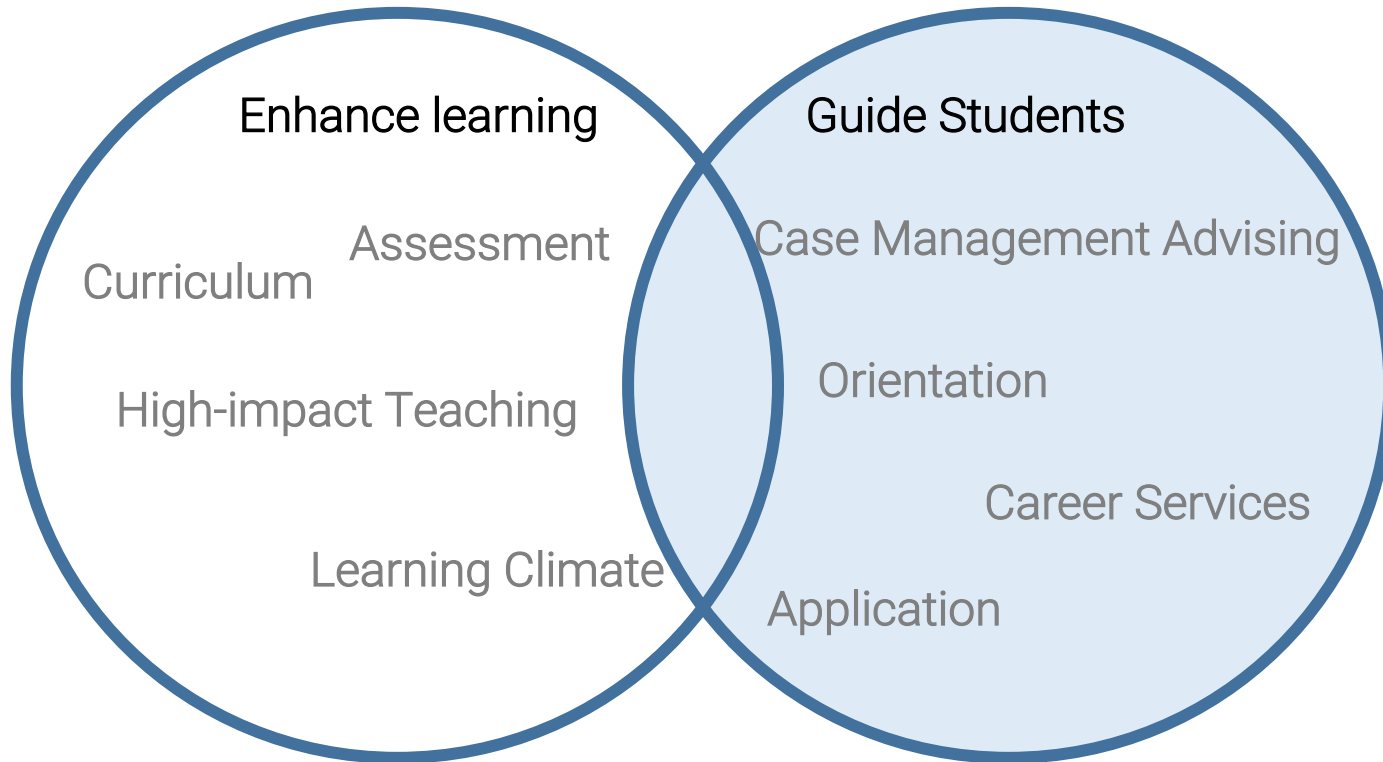 Enhance learning
Assessment
Curriculum
High-impact Teaching
Learning Climate
Guide Students
Case Management Advising
Orientation
Career Services
Application